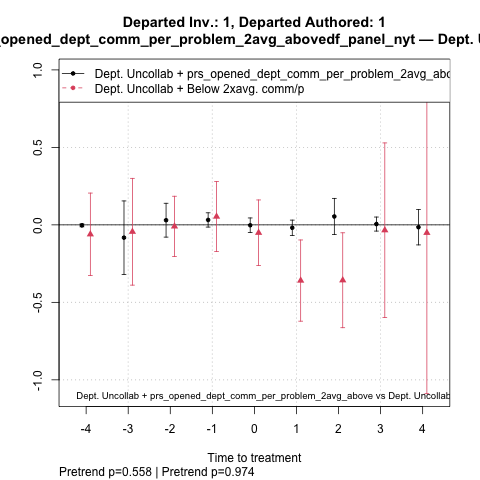 Departed Inv.: 1, Departed Authored: 1
_opened_dept_comm_per_problem_2avg_abovedf_panel_nyt — Dept. U
Dept. Uncollab + prs_opened_dept_comm_per_problem_2avg_abo
Dept. Uncollab + Below 2xavg. comm/p
1.0
0.5
0.0
-0.5
-1.0
Dept. Uncollab + prs_opened_dept_comm_per_problem_2avg_above vs Dept. Uncollab
-4 -3 -2 -1 0 1 2 3 4
Time to treatment
Pretrend p=0.558 | Pretrend p=0.974